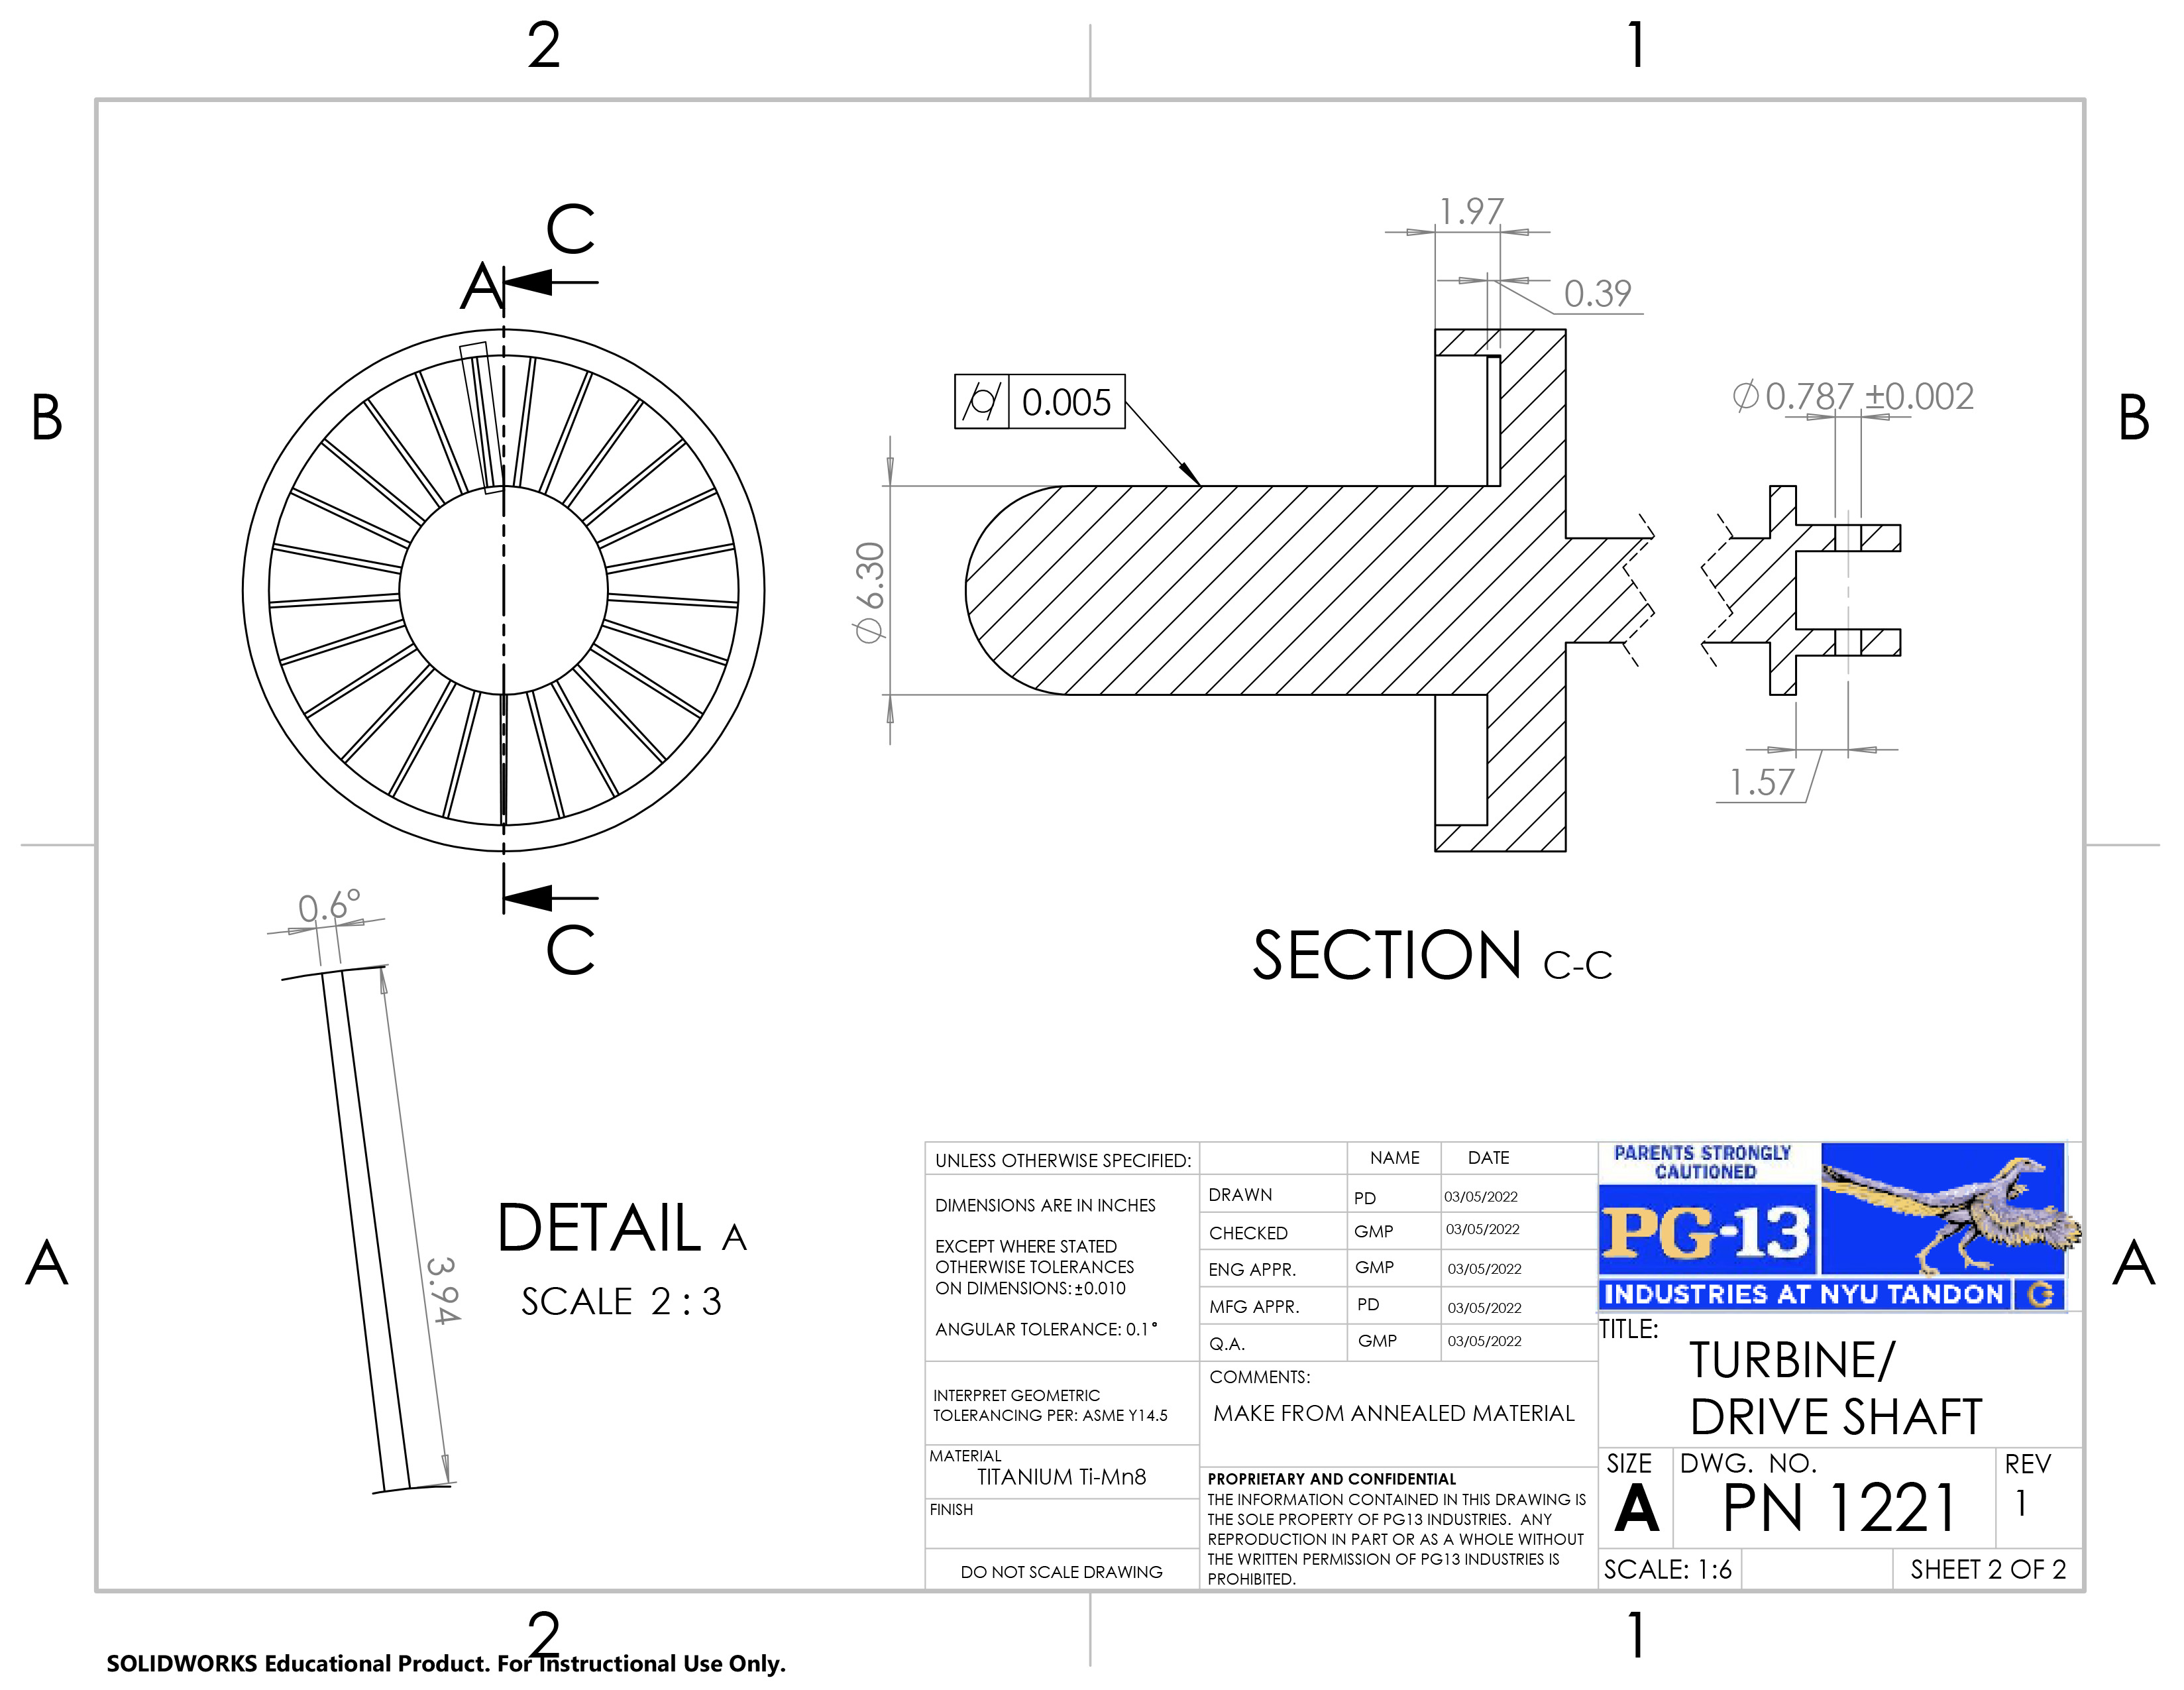 2
1
C
A
1.97
0.39
B
⌭ 0.005
⌀0.787 ±0.002
B
⌀ 6.30
1.57
0.6°
C
SECTION C-C
3.94
DETAIL A
SCALE 2 : 3
A
A
UNLESS OTHERWISE SPECIFIED:
DIMENSIONS ARE IN INCHES
EXCEPT WHERE STATED
OTHERWISE TOLERANCES
ON DIMENSIONS: ±0.010
ANGULAR TOLERANCE: 0.1°
INTERPRET GEOMETRIC
TOLERANCING PER: ASME Y14.5
MATERIAL
TITANIUM Ti-Mn8
FINISH
DO NOT SCALE DRAWING
NAME DATE
DRAWN PD 03/05/2022
CHECKED GMP 03/05/2022
ENG APPR. GMP 03/05/2022
MFG APPR. PD 03/05/2022
Q.A. GMP 03/05/2022
COMMENTS:
MAKE FROM ANNEALED MATERIAL
PROPRIETARY AND CONFIDENTIAL
THE INFORMATION CONTAINED IN THIS DRAWING IS
THE SOLE PROPERTY OF PG13 INDUSTRIES. ANY
REPRODUCTION IN PART OR AS A WHOLE WITHOUT
THE WRITTEN PERMISSION OF PG13 INDUSTRIES IS
PROHIBITED.
PARENTS STRONGLY
CAUTIONED
PG-13
INDUSTRIES AT NYU TANDON
TITLE:
TURBINE/
DRIVE SHAFT
SIZE DWG. NO. REV
A PN 1221 1
SCALE: 1:6 SHEET 2 OF 2
2
1
SOLIDWORKS Educational Product. For Instructional Use Only.